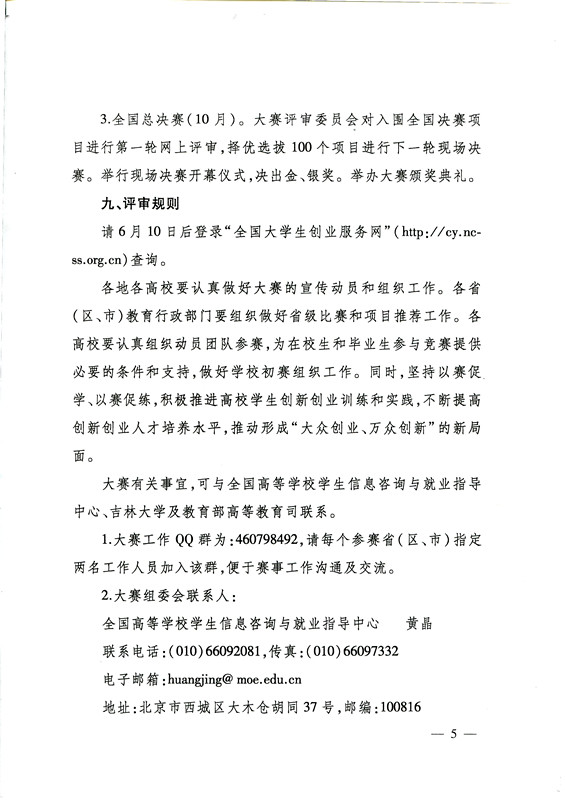 3.全国总决赛(10月)。大赛评审委员会对入围全国决赛项
目进行第一轮网上评审,择优选拔100个项目进行下一轮现场决
赛。举行现场决赛开幕仪式,决出金、银奖。举办大赛颁奖典礼。
九、评审规则
请6月10日后登录“全国大学生创业服务网”(http://cy.nc-
ss.org.cn)查询。
各地各高校要认真做好大赛的宣传动员和组织工作。各省
(区、市)教育行政部门要组织做好省级比赛和项目推荐工作。各
高校要认真组织动员团队参赛,为在校生和毕业生参与竞赛提供
必要的条件和支持,做好学校初赛组织工作。同时,坚持以赛促
学、以赛促练,积极推进高校学生创新创业训练和实践,不断提高
创新创业人才培养水平,推动形成“大众创业、万众创新”的新局
面。
大赛有关事宜,可与全国高等学校学生信息咨询与就业指导
中心、吉林大学及教育部高等教育司联系。
1.大赛工作QQ群为:460798492,请每个参赛省(区、市)指定
两名工作人员加入该群,便于赛事工作沟通及交流。
2.大赛组委会联系人:
全国高等学校学生信息咨询与就业指导中心 黄晶
联系电话:(010)66092081,传真:(010)66097332
电子邮箱:huangjing@moe.edu.cn
地址:北京市西城区大木仓胡同37号,邮编:100816
— 5 —